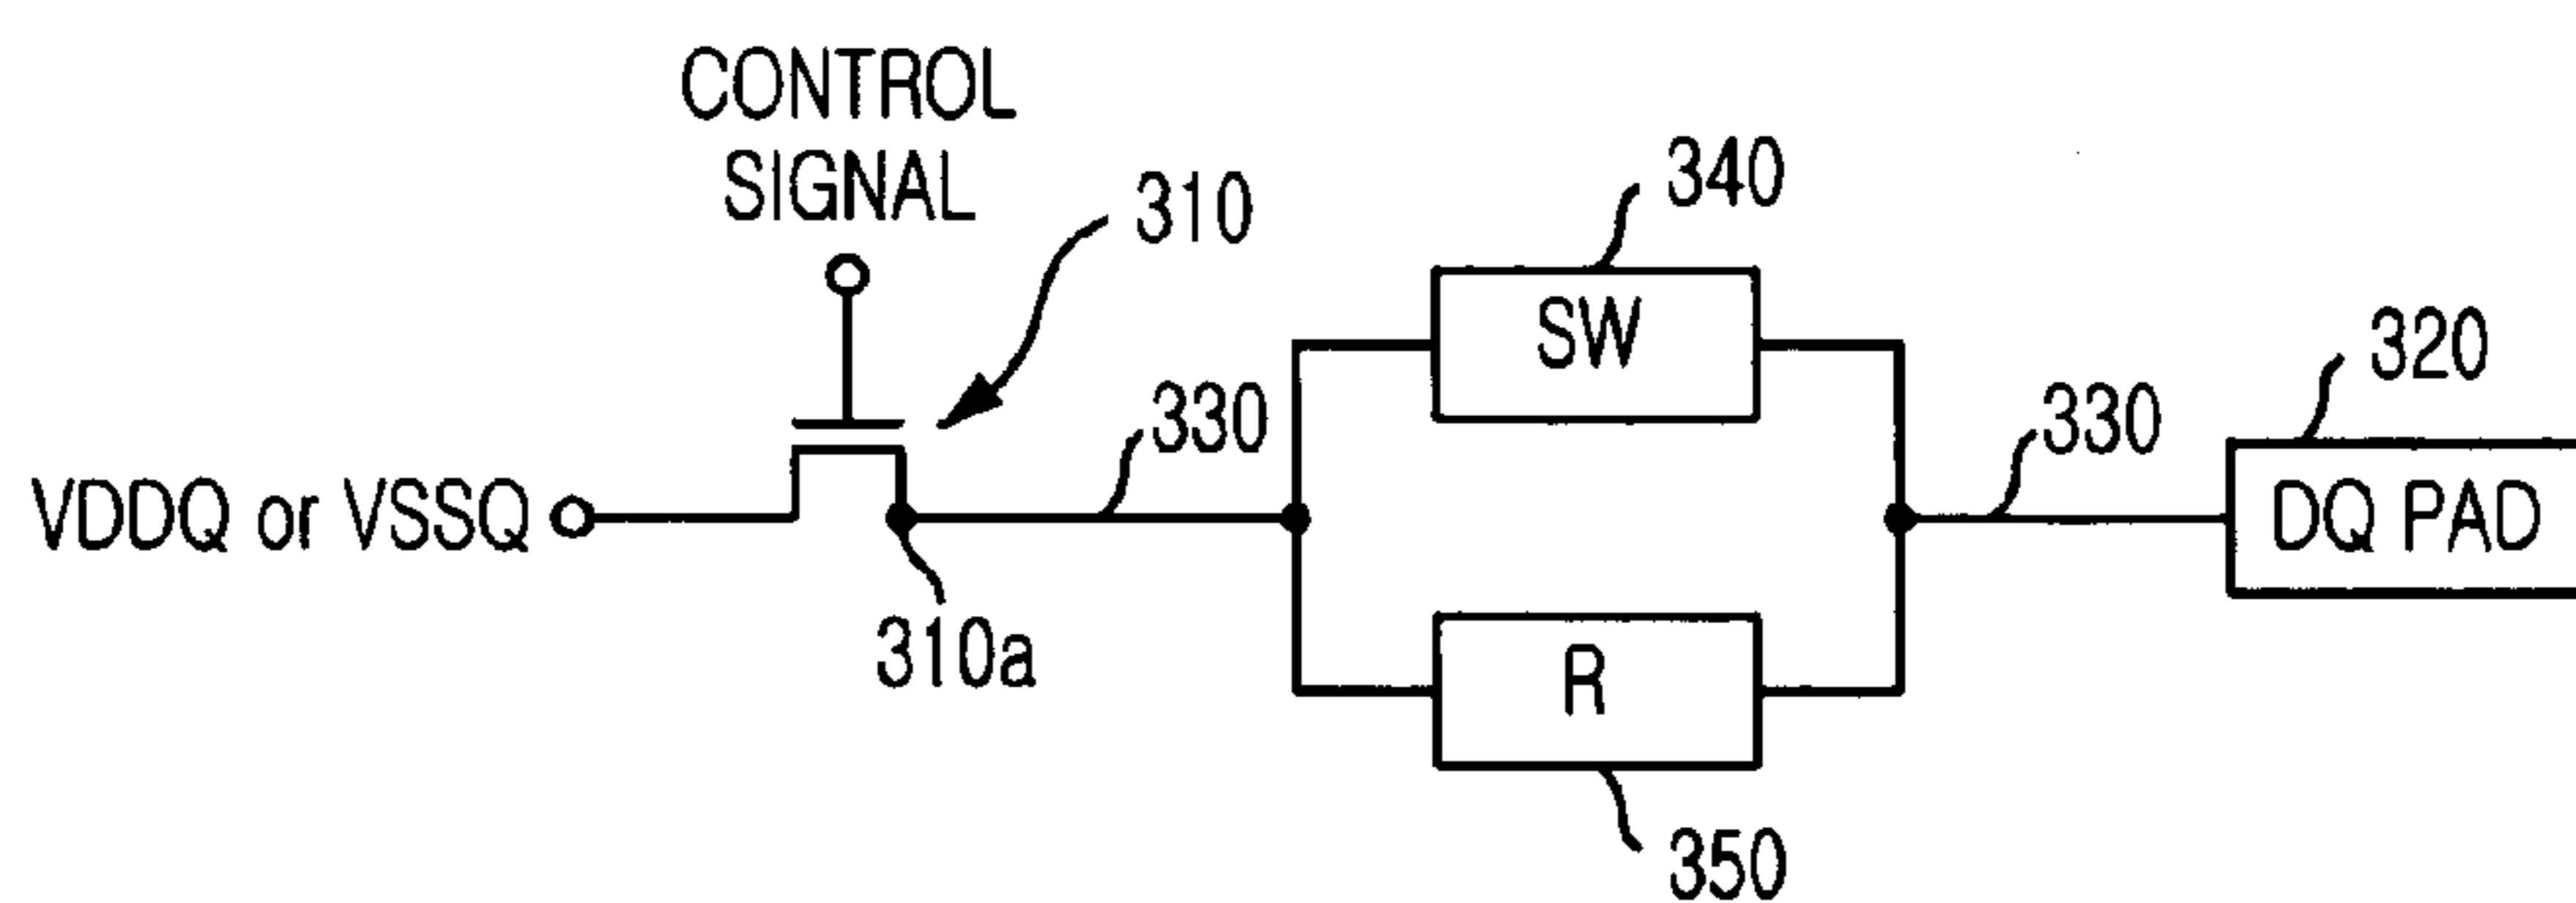 CONTROL
SIGNAL
310
340
SW
320
330
330
VDDQ or VSSQ
DQ PAD
310a
R
350